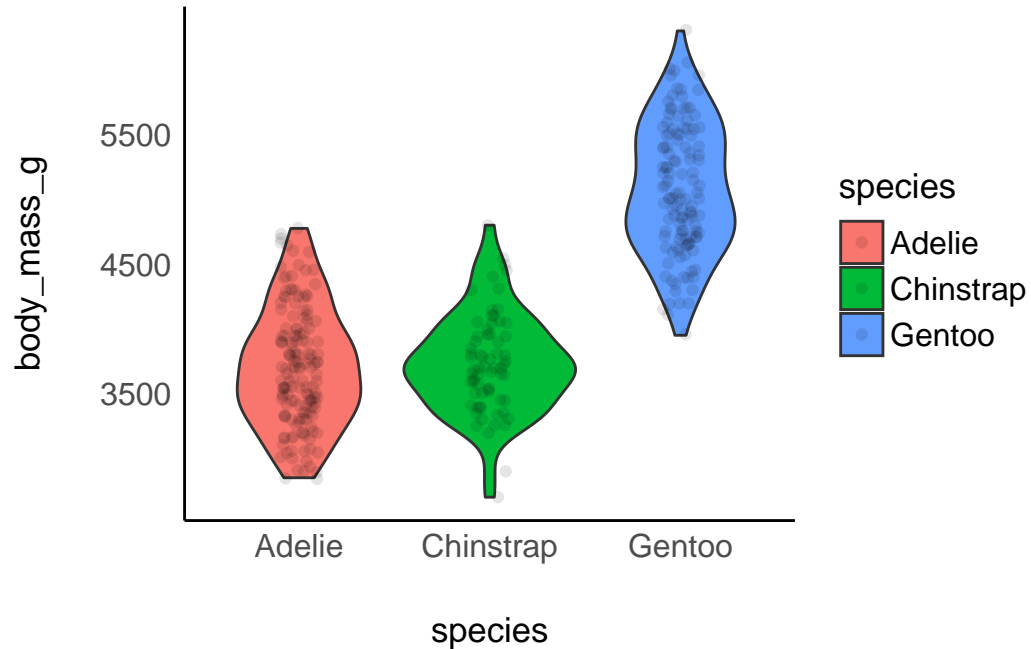 body_mass_g
5500
4500
3500
Adelie
Chinstrap
Gentoo
species
species
Adelie
Chinstrap
Gentoo